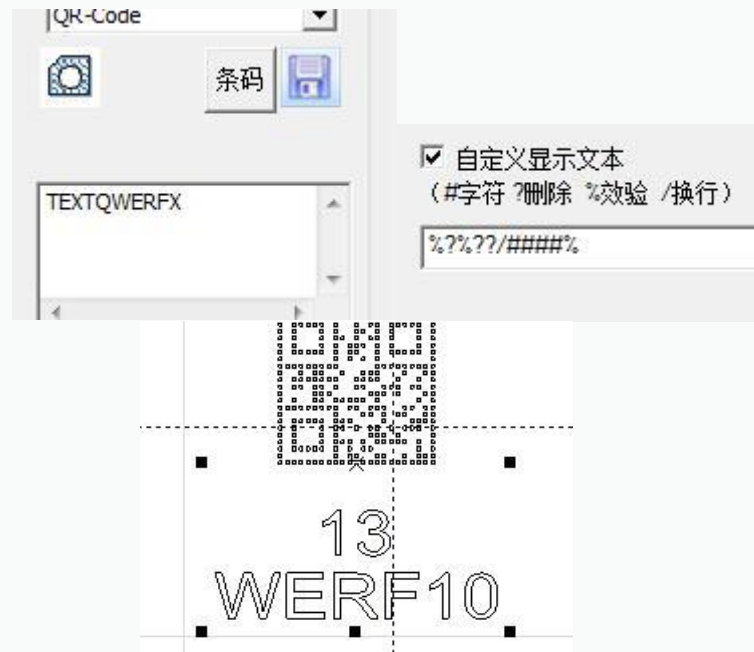 QR-Code
条码
TEXTQWERFX
自定义显示文本
(#字符 ?删除 %效验 /换行)
%?%??/####%
13
WERF10